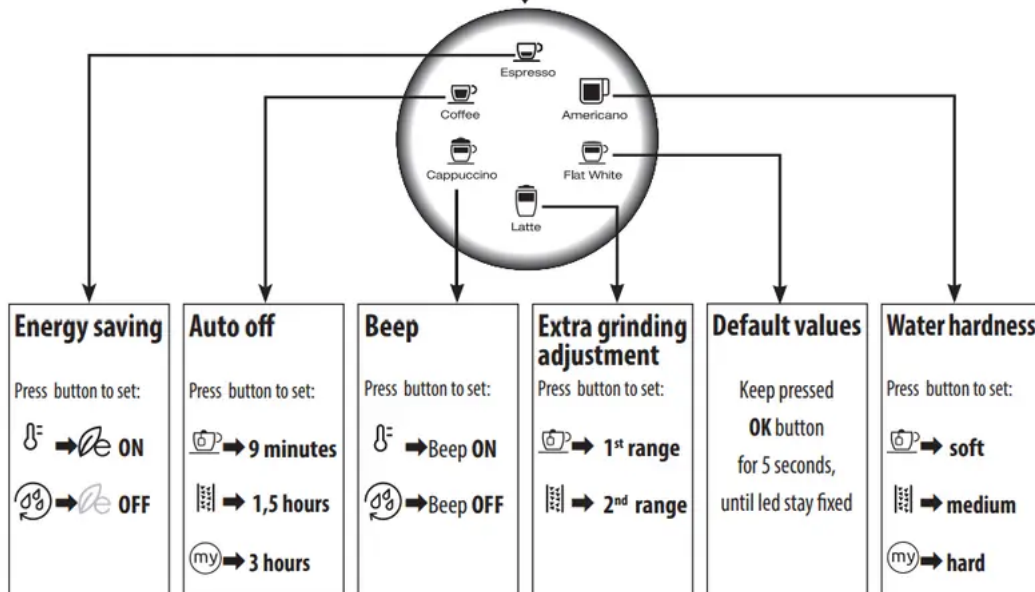 Espresso
Coffee
Americano
Cappuccino
Flat White
Latte
Energy saving
Press button to set:
e ON
e OFF
Auto off
Press button to set:
9 minutes
1,5 hours
my 3 hours
Beep
Press button to set:
Beep ON
Beep OFF
Extra grinding
adjustment
Press button to set:
1st range
2nd range
Default values
Keep pressed
OK button
for 5 seconds,
until led stay fixed
Water hardness
Press button to set:
soft
medium
my hard